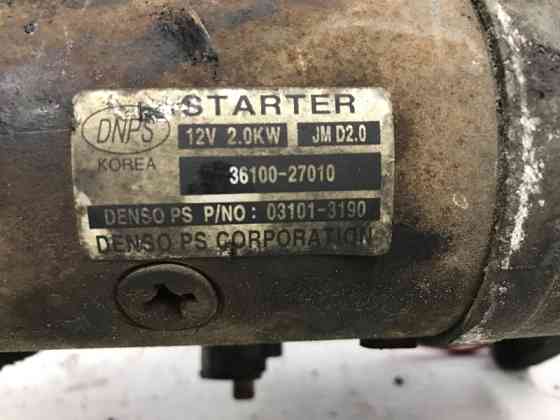 STARTER
DNPS
12V 2.0KW JM D2.0
KOREA
36100-27010
DENSO PS P/NO: 03101-3190
DENSO PS CORPORATION